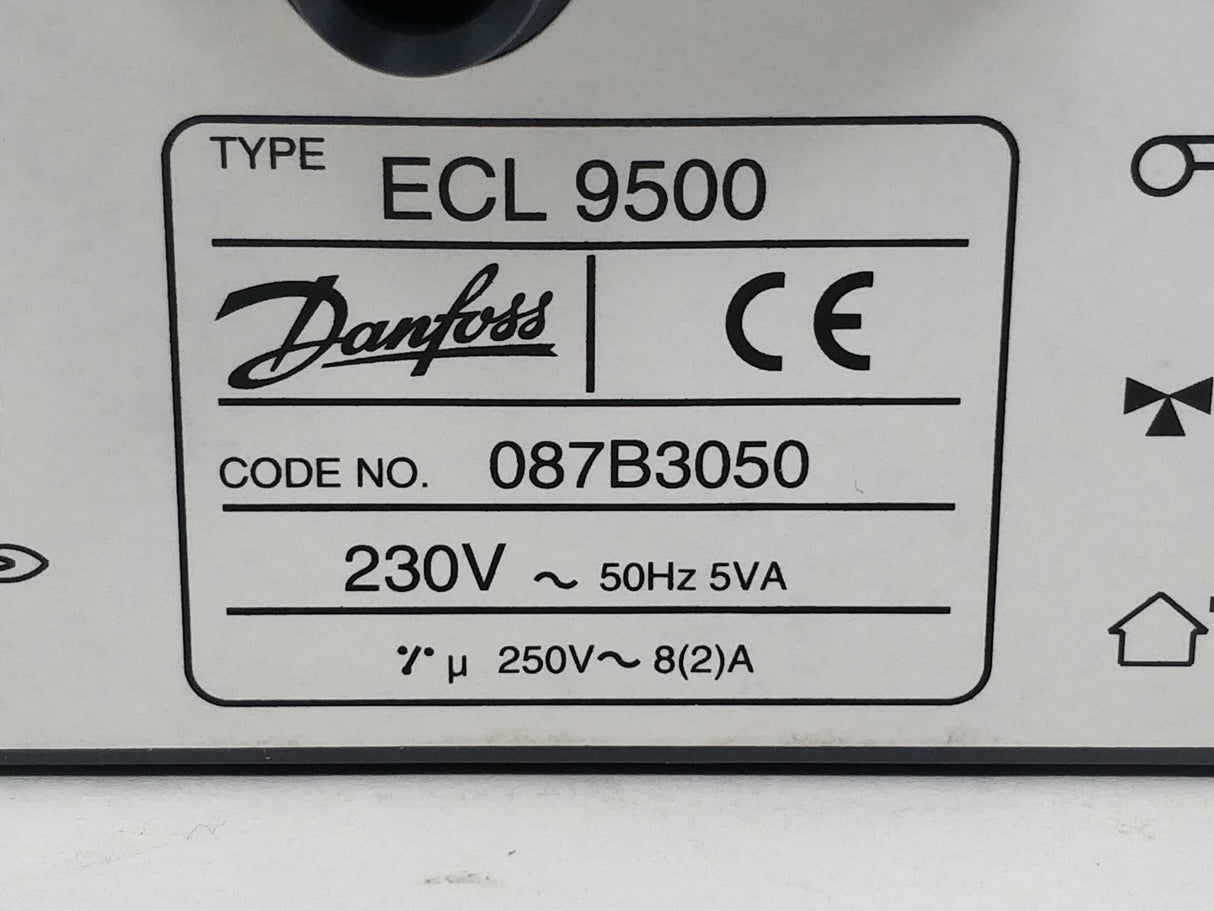 TYPE ECL 9500
Danfoss CE
CODE NO. 087B3050
230V ~ 50Hz 5VA
µ 250V~ 8(2)A